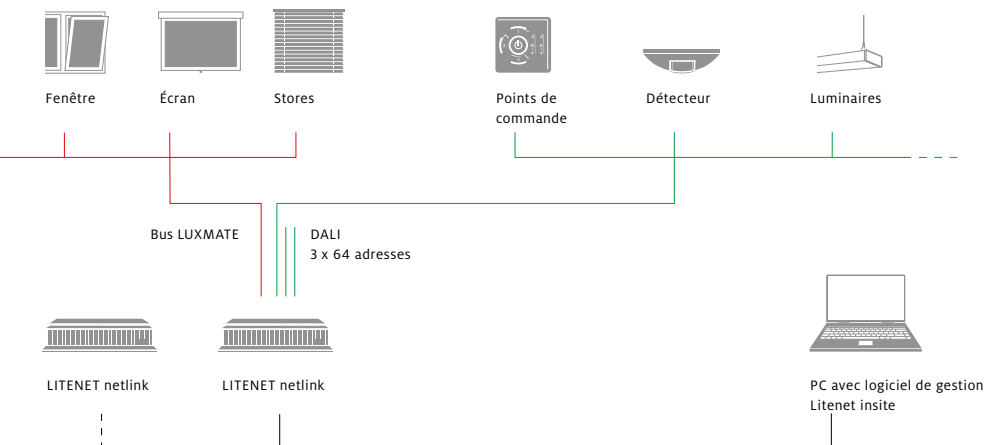 Fenêtre
Écran
Stores
Points de
commande
Détecteur
Luminaires
Bus LUXMATE
DALI
3 x 64 adresses
LITENET netlink
LITENET netlink
PC avec logiciel de gestion
Litenet insite